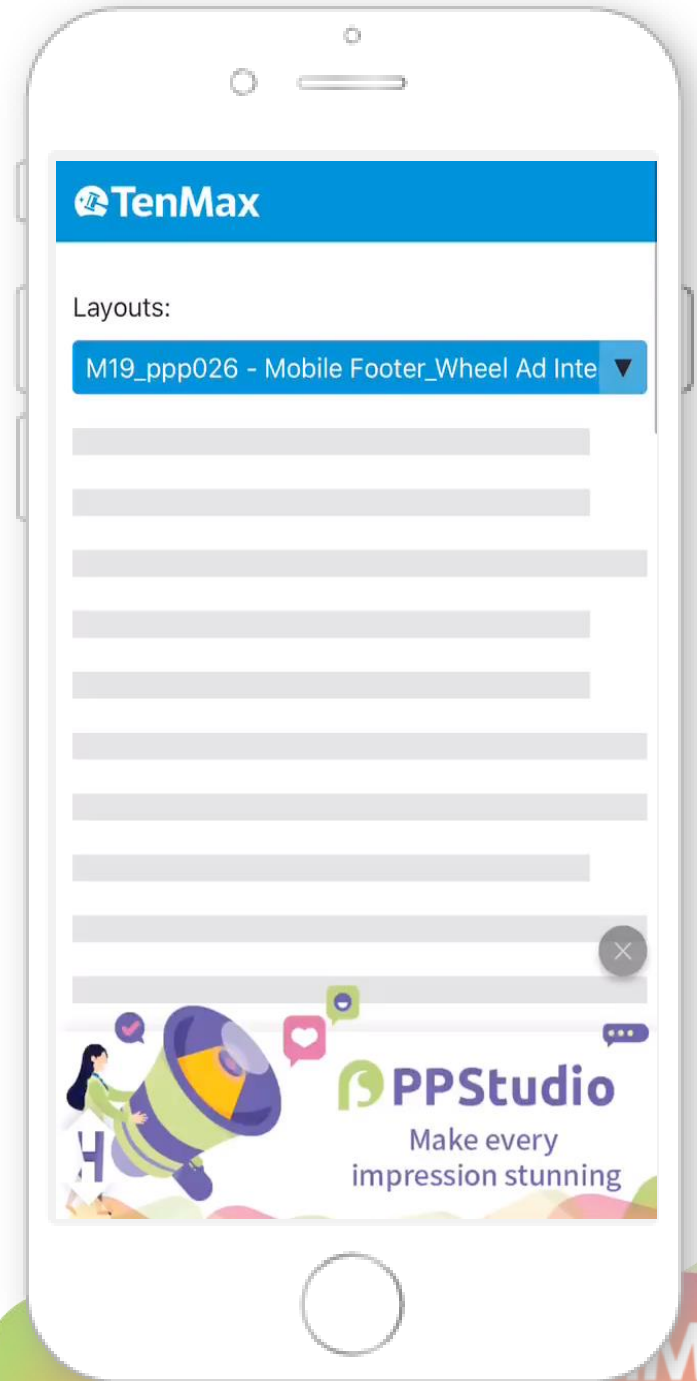 TenMax
Layouts:
M19_ppp026 - Mobile Footer_Wheel Ad Inte
PPStudio
Make every
impression stunning
H